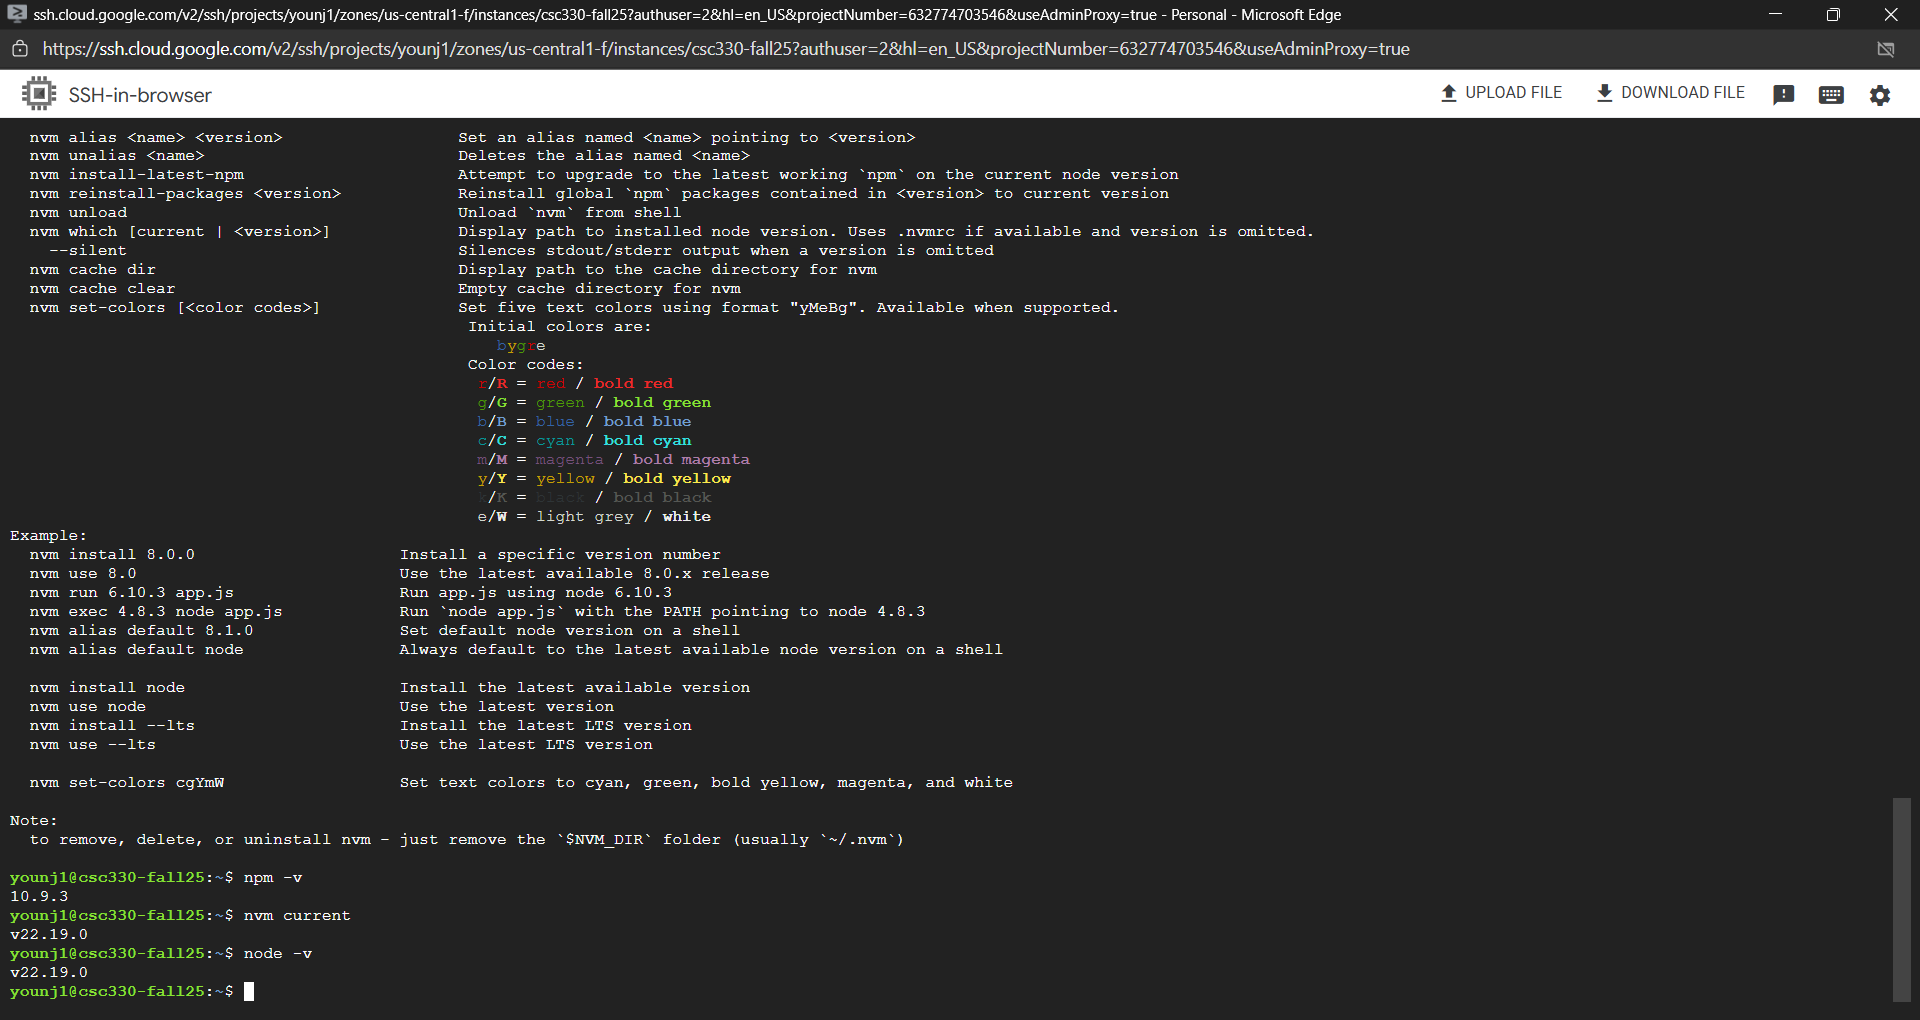 ssh.cloud.google.com/v2/ssh/projects/younj1/zones/us-central1-f/instances/csc330-fall25?authuser=2&hl=en_US&projectNumber=632774703546&useAdminProxy=true - Personal - Microsoft Edge
https://ssh.cloud.google.com/v2/ssh/projects/younj1/zones/us-central1-f/instances/csc330-fall25?authuser=2&hl=en_US&projectNumber=632774703546&useAdminProxy=true
SSH-in-browser UPLOAD FILE DOWNLOAD FILE
nvm alias <name> <version> Set an alias named <name> pointing to <version>
nvm unalias <name> Deletes the alias named <name>
nvm install-latest-npm Attempt to upgrade to the latest working `npm` on the current node version
nvm reinstall-packages <version> Reinstall global `npm` packages contained in <version> to current version
nvm unload Unload `nvm` from shell
nvm which [current | <version>] Display path to installed node version. Uses .nvmrc if available and version is omitted.
--silent Silences stdout/stderr output when a version is omitted
nvm cache dir Display path to the cache directory for nvm
nvm cache clear Empty cache directory for nvm
nvm set-colors [<color codes>] Set five text colors using format "yMeBg". Available when supported.
Initial colors are:
bygre
Color codes:
r/R = red / bold red
g/G = green / bold green
b/B = blue / bold blue
c/C = cyan / bold cyan
m/M = magenta / bold magenta
y/Y = yellow / bold yellow
k/K = black / bold black
e/W = light grey / white
Example:
nvm install 8.0.0 Install a specific version number
nvm use 8.0 Use the latest available 8.0.x release
nvm run 6.10.3 app.js Run app.js using node 6.10.3
nvm exec 4.8.3 node app.js Run `node app.js` with the PATH pointing to node 4.8.3
nvm alias default 8.1.0 Set default node version on a shell
nvm alias default node Always default to the latest available node version on a shell
nvm install node Install the latest available version
nvm use node Use the latest version
nvm install --lts Install the latest LTS version
nvm use --lts Use the latest LTS version
nvm set-colors cgYmW Set text colors to cyan, green, bold yellow, magenta, and white
Note:
to remove, delete, or uninstall nvm - just remove the `$NVM_DIR` folder (usually `~/.nvm`)
younj1@csc330-fall25:~$ npm -v
10.9.3
younj1@csc330-fall25:~$ nvm current
v22.19.0
younj1@csc330-fall25:~$ node -v
v22.19.0
younj1@csc330-fall25:~$